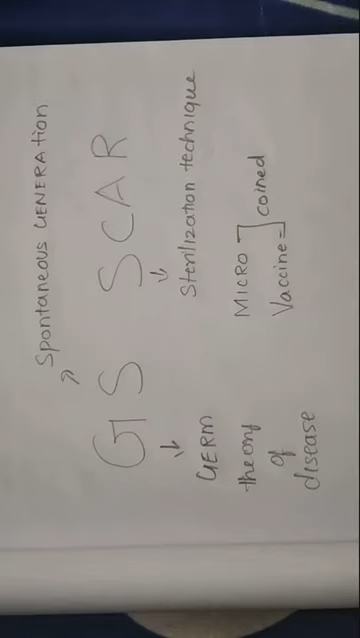 Spontaneous GENERAtion
GS SCAR
GERM
theory
of
disease
Sterilization technique
MICRO
Vaccine
coined